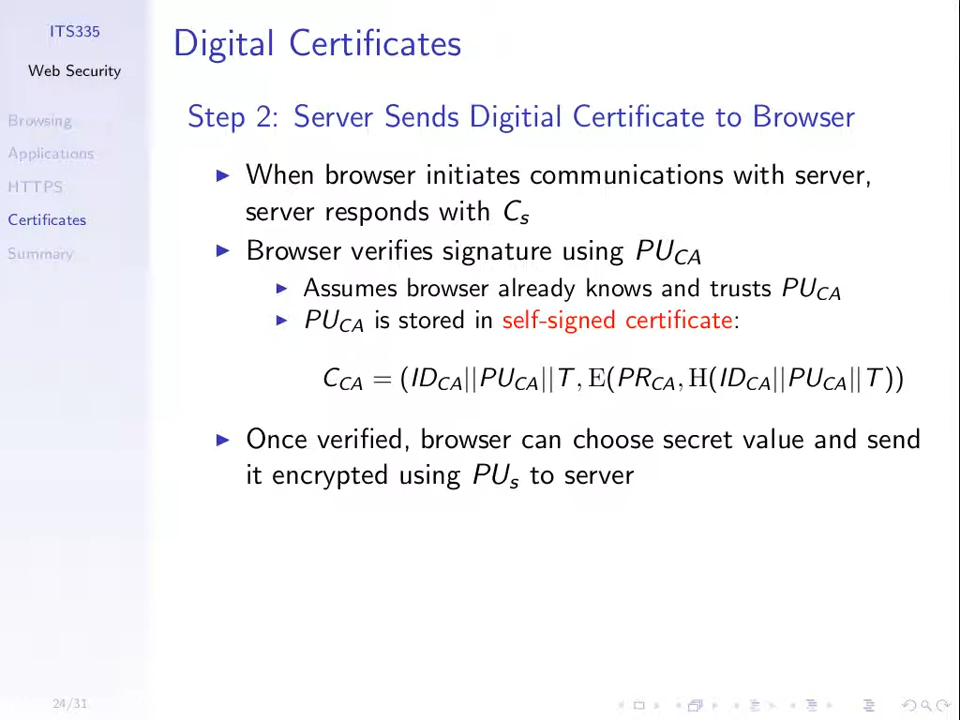 ITS335
Web Security
Browsing
Applications
HTTPS
Certificates
Summary
Digital Certificates
Step 2: Server Sends Digitial Certificate to Browser
▶ When browser initiates communications with server,
server responds with C_s
▶ Browser verifies signature using PU_CA
▶ Assumes browser already knows and trusts PU_CA
▶ PU_CA is stored in self-signed certificate:
C_CA = (ID_CA||PU_CA||T, E(PR_CA, H(ID_CA||PU_CA||T))
▶ Once verified, browser can choose secret value and send
it encrypted using PU_s to server
24/31